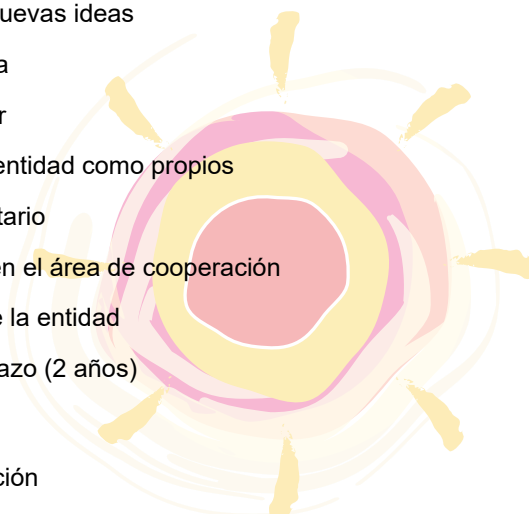 uevas ideas
a
r
entidad como propios
tario
en el área de cooperación
e la entidad
azo (2 años)
ción